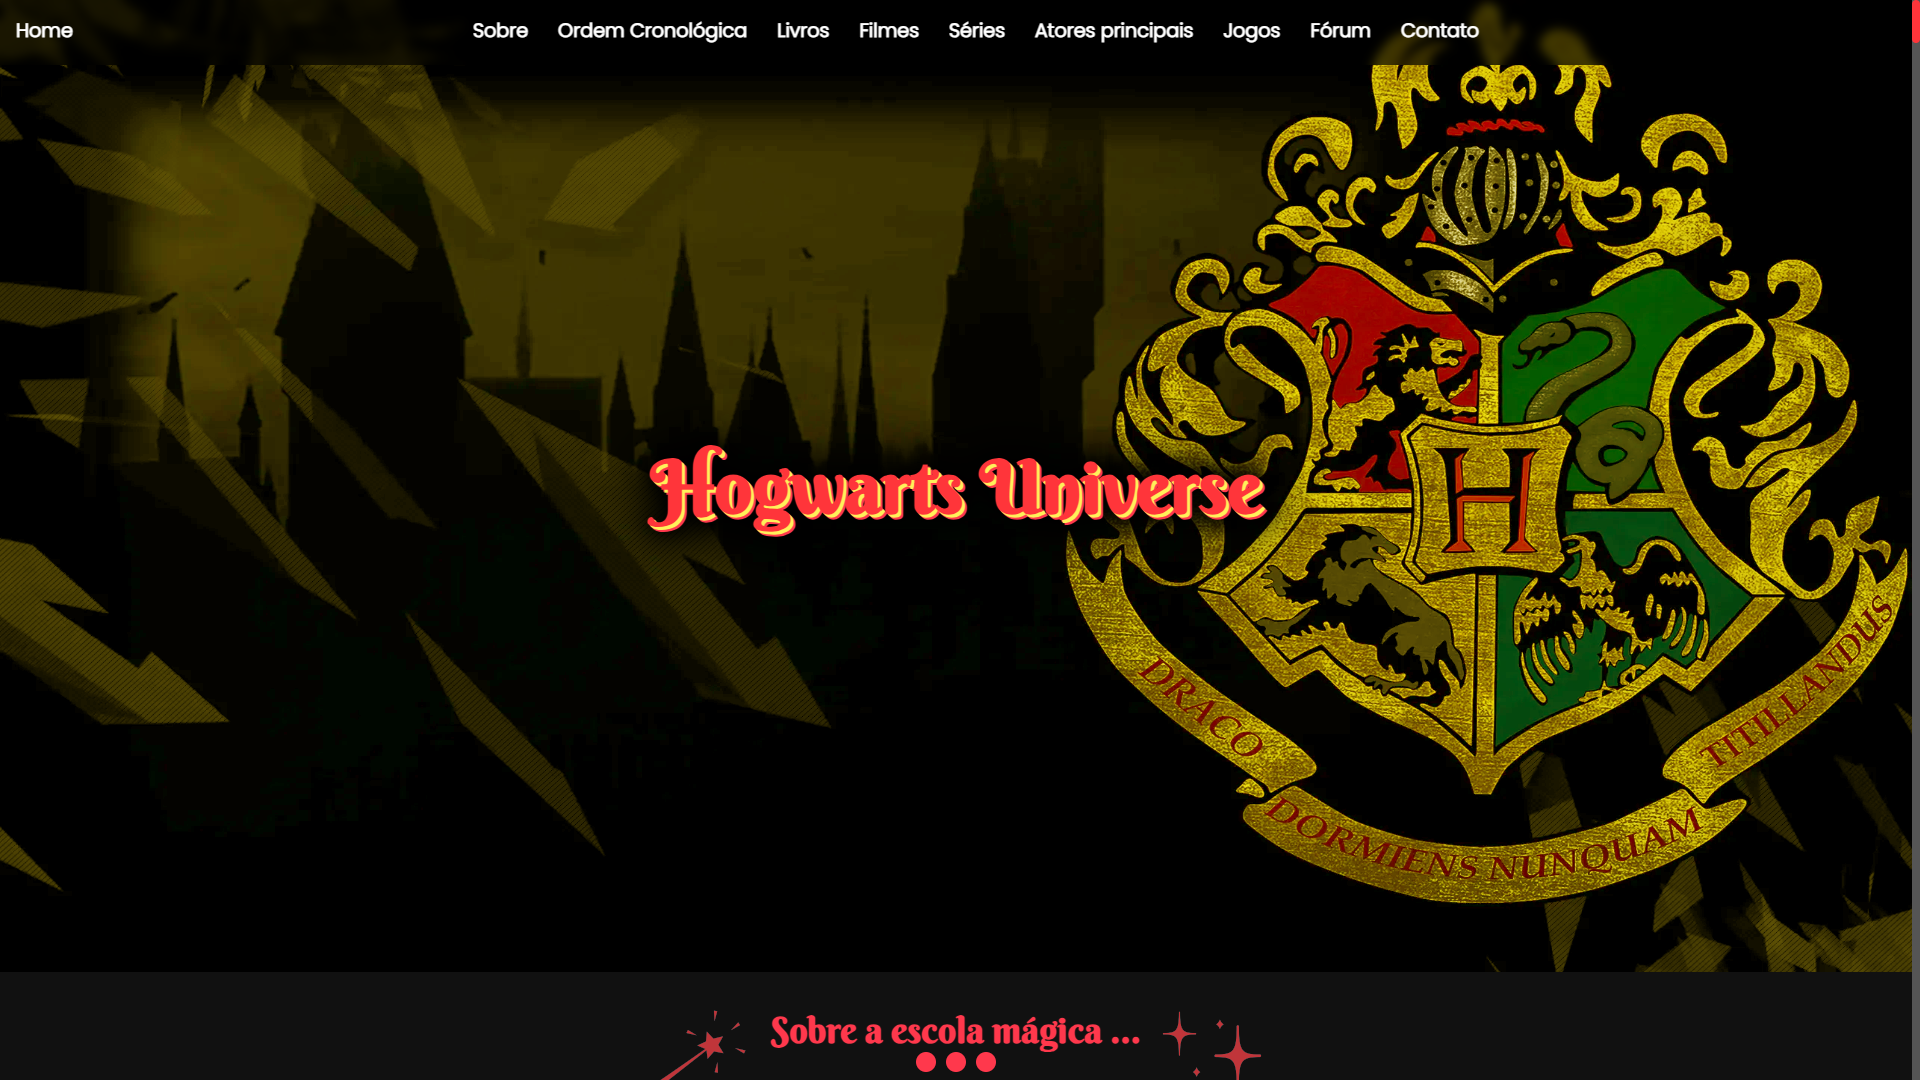 Home Sobre Ordem Cronológica Livros Filmes Séries Atores principais Jogos Fórum Contato
Hogwarts Universe
H
DRACO
DORMIENS NUNQUAM
TITILLANDUS
Sobre a escola mágica ...